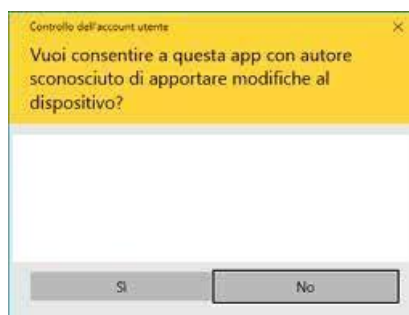 Controllo dell'account utente
Vuoi consentire a questa app con autore
sconosciuto di apportare modifiche al
dispositivo?
Sì
No